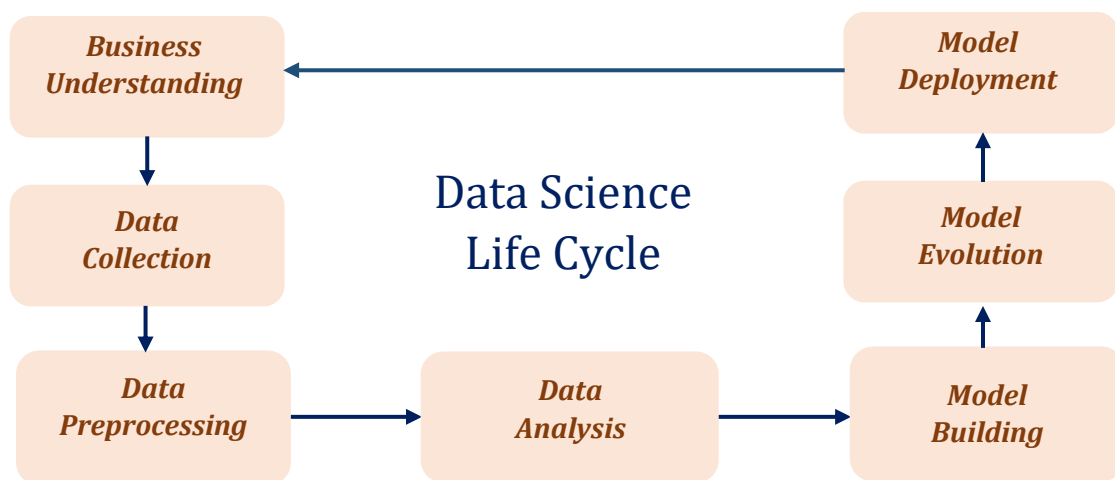 Business
Understanding
Data
Collection
Data
Preprocessing
Data
Analysis
Model
Building
Model
Evolution
Model
Deployment
Data Science
Life Cycle